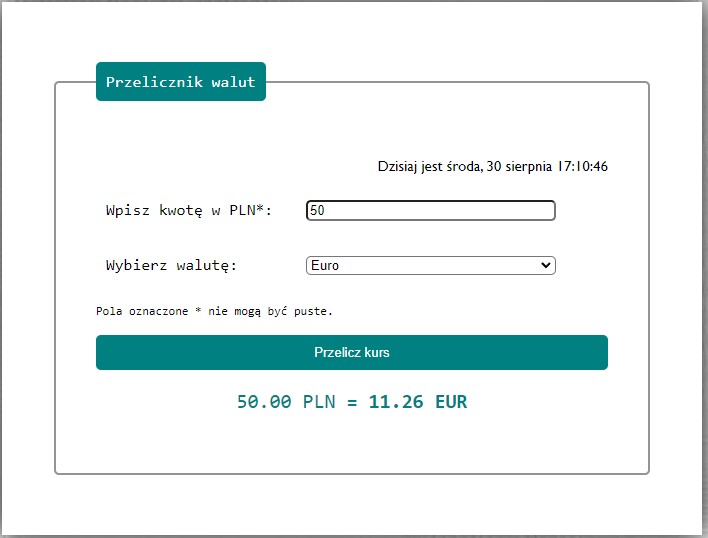 Przelicznik walut
Dzisiaj jest środa, 30 sierpnia 17:10:46
Wpisz kwotę w PLN*: 50
Wybierz walutę: Euro
Pola oznaczone * nie mogą być puste.
Przelicz kurs
50.00 PLN = 11.26 EUR